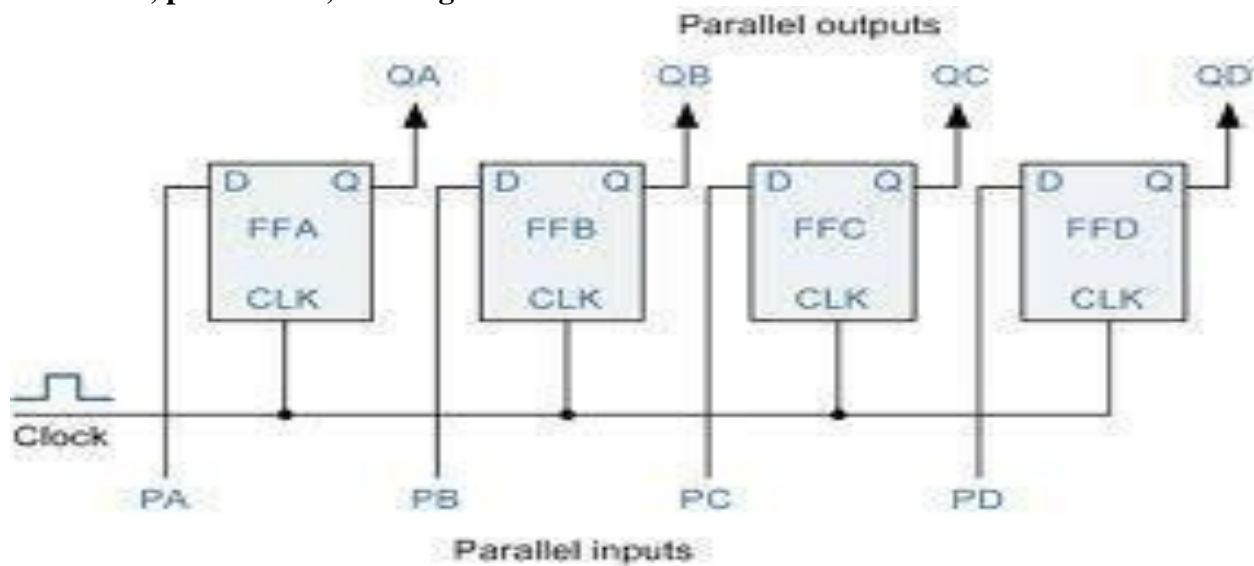 Parallel outputs
QA QB QC QD
D Q D Q D Q D Q
FFA FFB FFC FFD
CLK CLK CLK CLK
Clock
PA PB PC PD
Parallel inputs